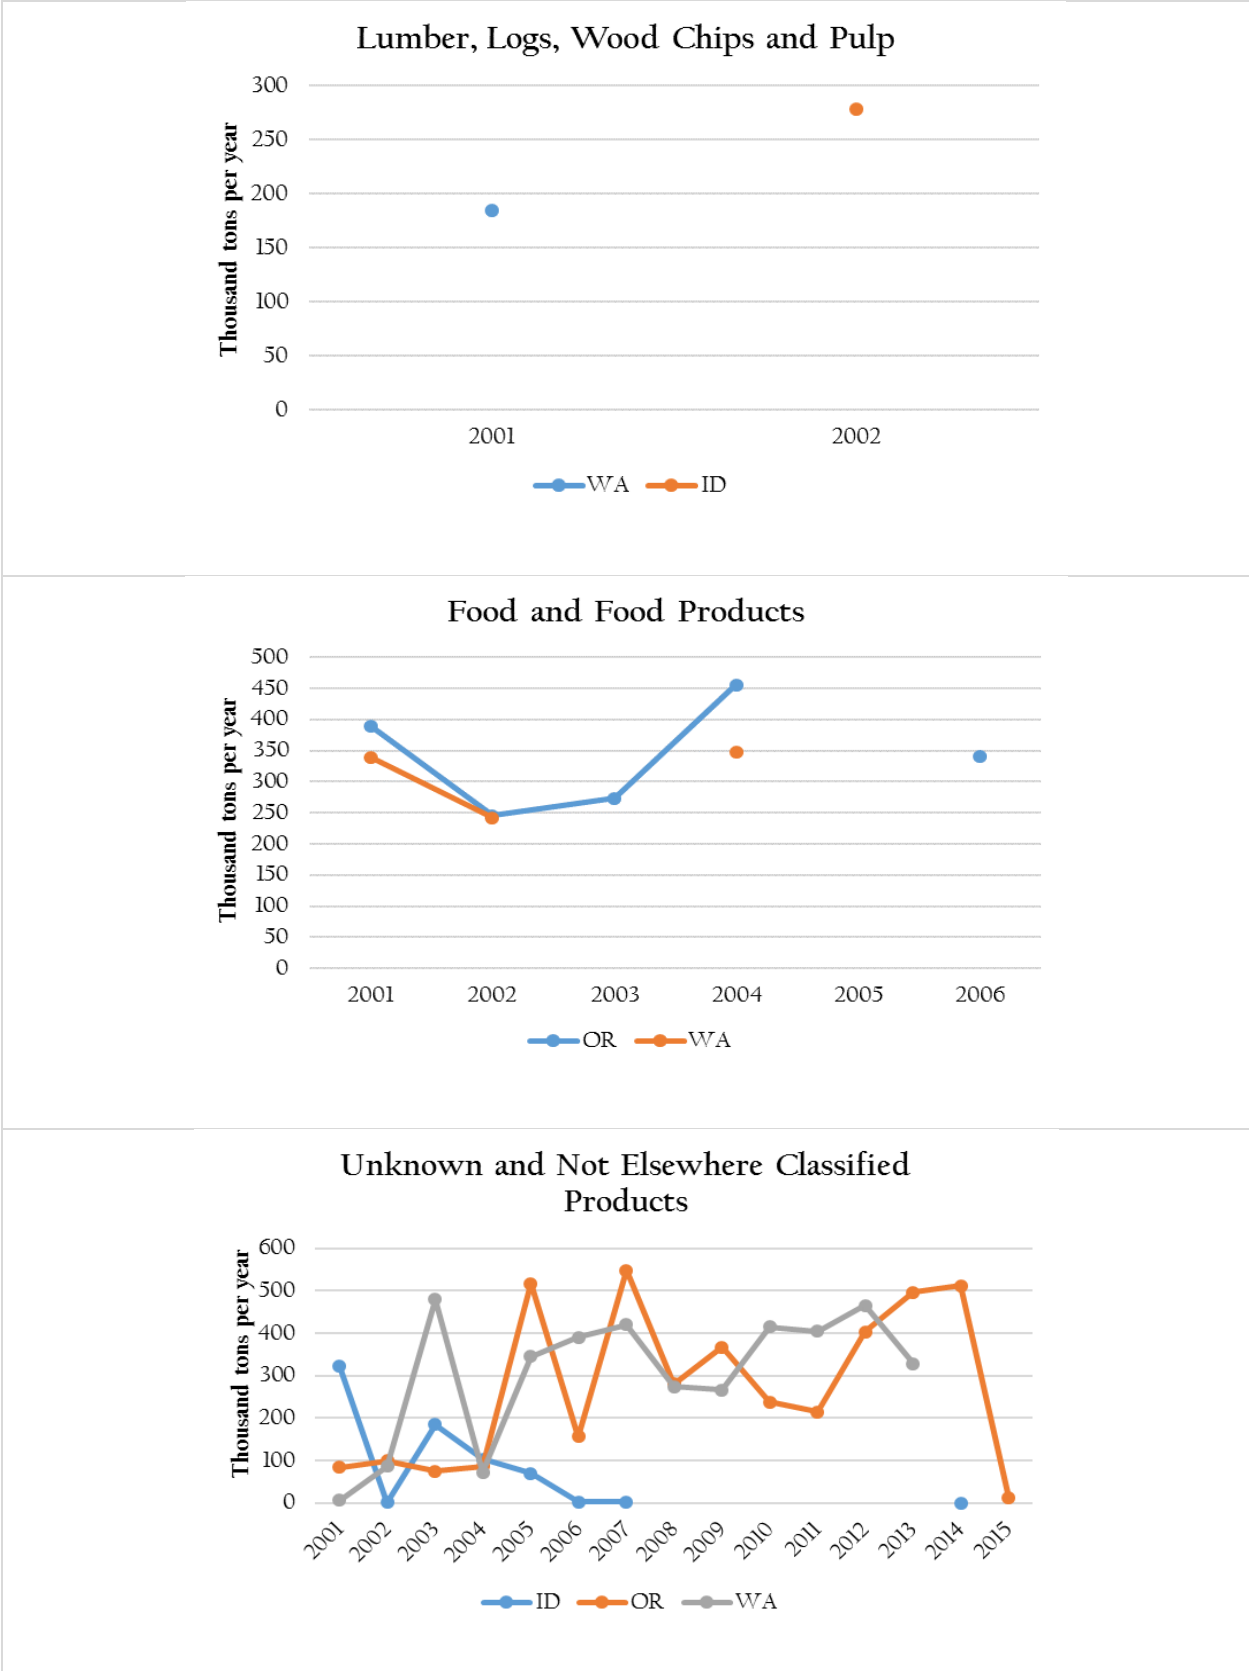 Lumber, Logs, Wood Chips and Pulp
Thousand tons per year
300
250
200
150
100
50
0
2001 2002
WA ID
Food and Food Products
Thousand tons per year
500
450
400
350
300
250
200
150
100
50
0
2001 2002 2003 2004 2005 2006
OR WA
Unknown and Not Elsewhere Classified
Products
Thousand tons per year
600
500
400
300
200
100
0
2001 2002 2003 2004 2005 2006 2007 2008 2009 2010 2011 2012 2013 2014 2015
ID OR WA